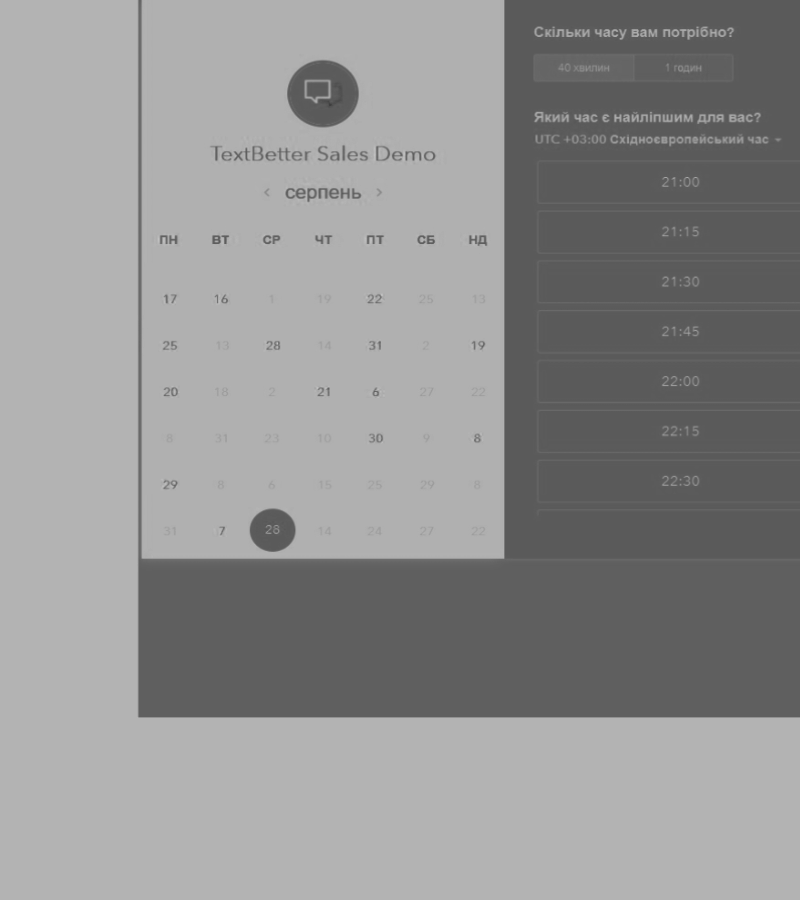 TextBetter Sales Demo
серпень
ПН ВТ СР ЧТ ПТ СБ НД
17 16 1 19 22 25 13
25 13 28 14 31 2 19
20 18 2 21 6 27 22
8 31 23 10 30 9 8
29 8 6 15 25 29 8
31 7 28 14 24 27 22
Скільки часу вам потрібно?
40 хвилин 1 годин
Який час є найліпшим для вас?
UTC +03:00 Східноєвропейський час
21:00
21:15
21:30
21:45
22:00
22:15
22:30